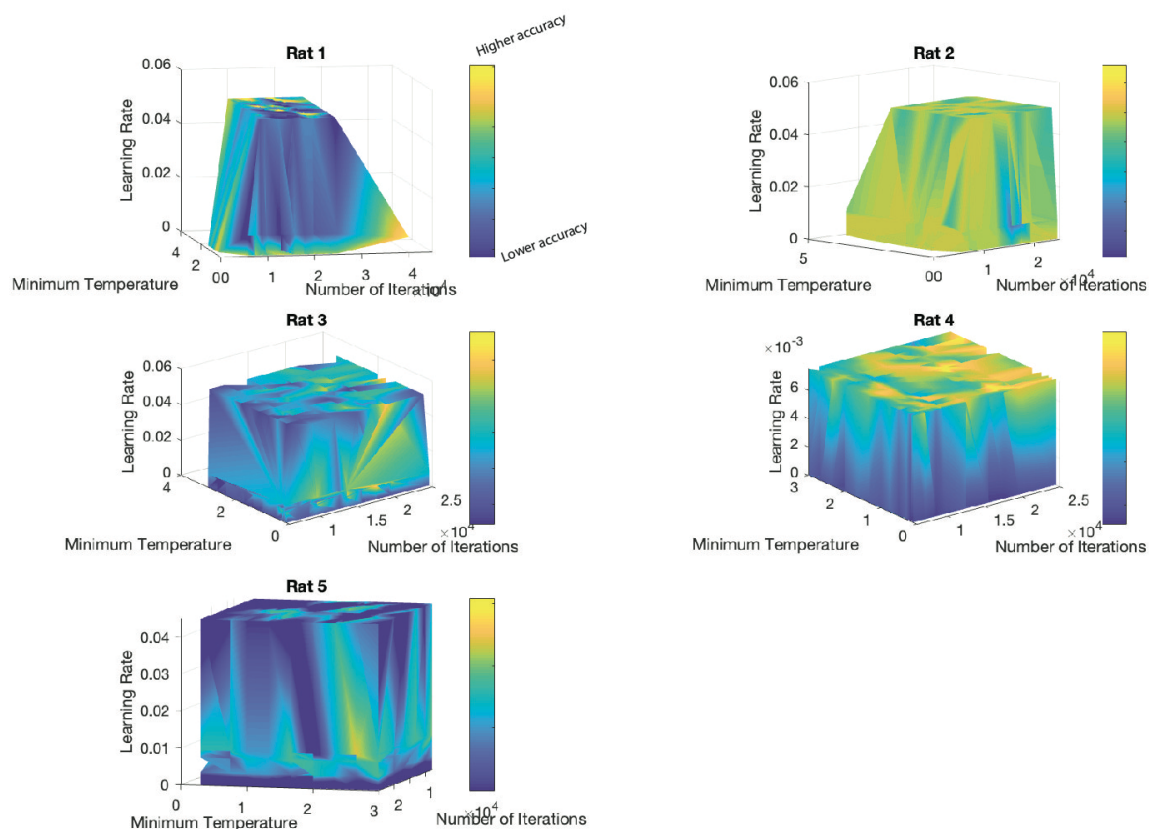 Higher accuracy
Rat 1
0.06
0.04
0.02
0
Learning Rate
4
2
0
0
1
2
3
4
×10⁴
Minimum Temperature
Number of Iterations
Lower accuracy
Rat 2
0.06
0.04
0.02
0
Learning Rate
5
0
0
1
2
×10⁴
Minimum Temperature
Number of Iterations
Rat 3
0.06
0.04
0.02
0
Learning Rate
4
2
0
1
1.5
2
2.5
×10⁴
Minimum Temperature
Number of Iterations
Rat 4
×10⁻³
6
4
2
0
Learning Rate
3
2
1
0
1
1.5
2
2.5
×10⁴
Minimum Temperature
Number of Iterations
Rat 5
0.04
0.03
0.02
0.01
0
Learning Rate
0
1
2
3
2
1
×10⁴
Minimum Temperature
Number of Iterations